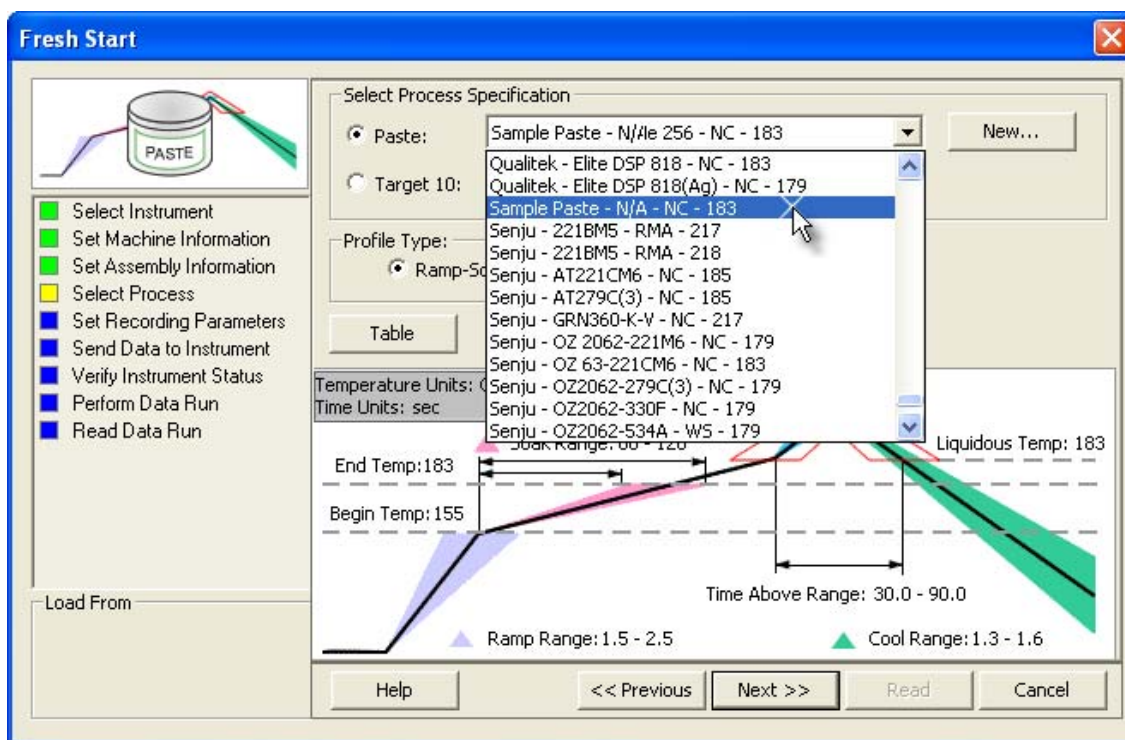 Fresh Start
PASTE
Select Instrument
Set Machine Information
Set Assembly Information
Select Process
Set Recording Parameters
Send Data to Instrument
Verify Instrument Status
Perform Data Run
Read Data Run
Load From
Select Process Specification
Paste:
Sample Paste - N/Ale 256 - NC - 183
New...
Target 10:
Qualitek - Elite DSP 818 - NC - 183
Qualitek - Elite DSP 818(Ag) - NC - 179
Sample Paste - N/A - NC - 183
Senju - 221BM5 - RMA - 217
Senju - 221BM5 - RMA - 218
Senju - AT221CM6 - NC - 185
Senju - AT279C(3) - NC - 185
Senju - GRN360-K-V - NC - 217
Senju - OZ 2062-221M6 - NC - 179
Senju - OZ 63-221CM6 - NC - 183
Senju - OZ2062-279C(3) - NC - 179
Senju - OZ2062-330F - NC - 179
Senju - OZ2062-534A - WS - 179
Profile Type:
Ramp-So
Table
Temperature Units:
Time Units: sec
Soak Range: 60 - 120
Liquidous Temp: 183
End Temp:183
Begin Temp: 155
Time Above Range: 30.0 - 90.0
Ramp Range: 1.5 - 2.5
Cool Range: 1.3 - 1.6
Help
<< Previous
Next >>
Read
Cancel